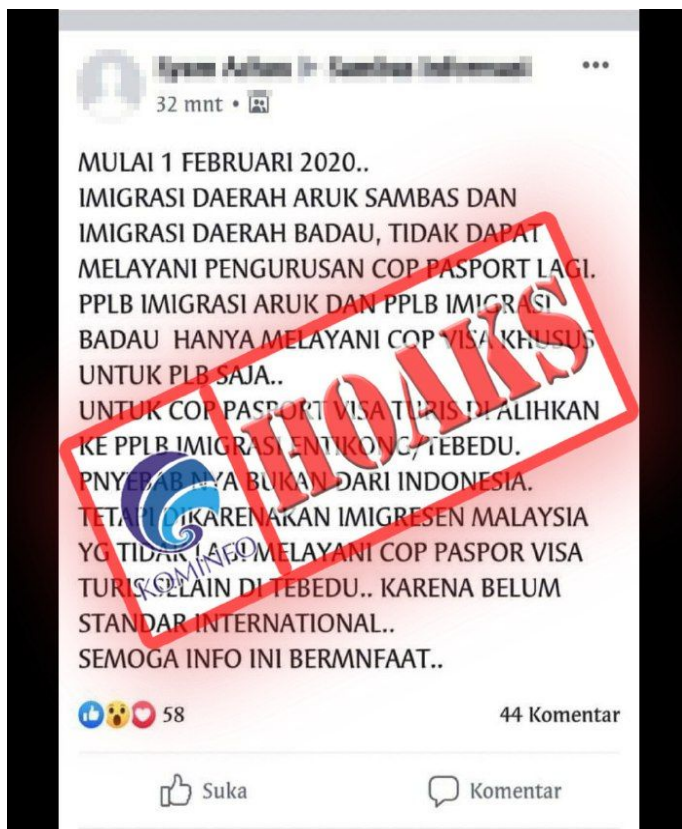 32 mnt •
MULAI 1 FEBRUARI 2020..
IMIGRASI DAERAH ARUK SAMBAS DAN
IMIGRASI DAERAH BADAU, TIDAK DAPAT
MELAYANI PENGURUSAN COP PASPORT LAGI.
PPLB IMIGRASI ARUK DAN PPLB IMIGRASI
BADAU HANYA MELAYANI COP VISA KHUSUS
UNTUK PLB SAJA..
UNTUK COP PASPORT VISA TURIS DI ALIHKAN
KE PPLB IMIGRASI ENTIKONG/TEBEDU.
PNYEBAB NYA BUKAN DARI INDONESIA.
TETAPI DIKARENAKAN IMIGRESEN MALAYSIA
YG TIDAK LAGI MELAYANI COP PASPOR VISA
TURIS SELAIN DI TEBEDU.. KARENA BELUM
STANDAR INTERNATIONAL..
SEMOGA INFO INI BERMNFAAT..
HOAKS
KOMINFO
58
44 Komentar
Suka
Komentar